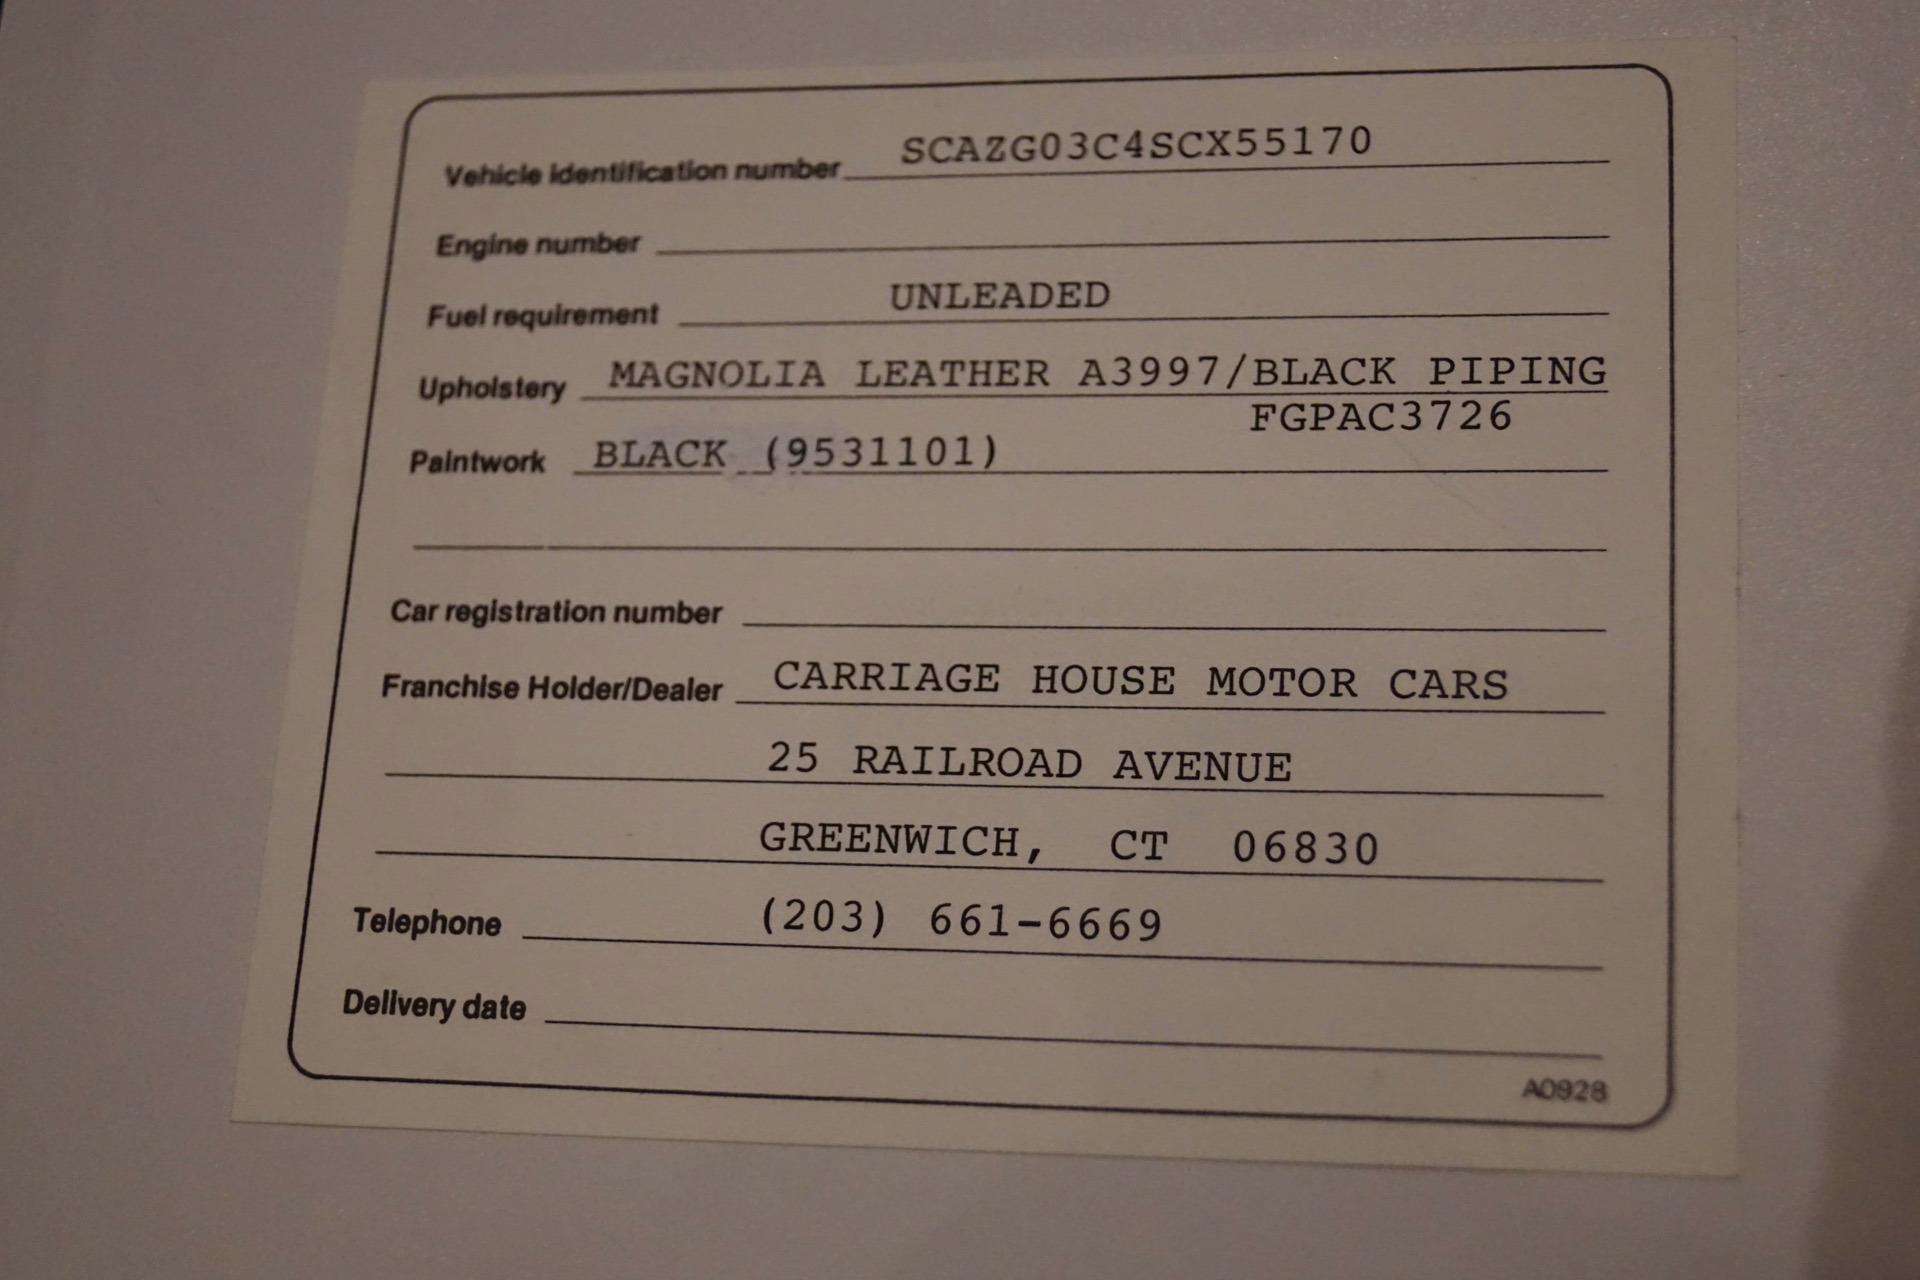 Vehicle identification number SCAZG03C4SCX55170
Engine number
Fuel requirement UNLEADED
Upholstery MAGNOLIA LEATHER A3997/BLACK PIPING
FGPAC3726
Paintwork BLACK (9531101)
Car registration number
Franchise Holder/Dealer CARRIAGE HOUSE MOTOR CARS
25 RAILROAD AVENUE
GREENWICH, CT 06830
Telephone (203) 661-6669
Delivery date
A0928